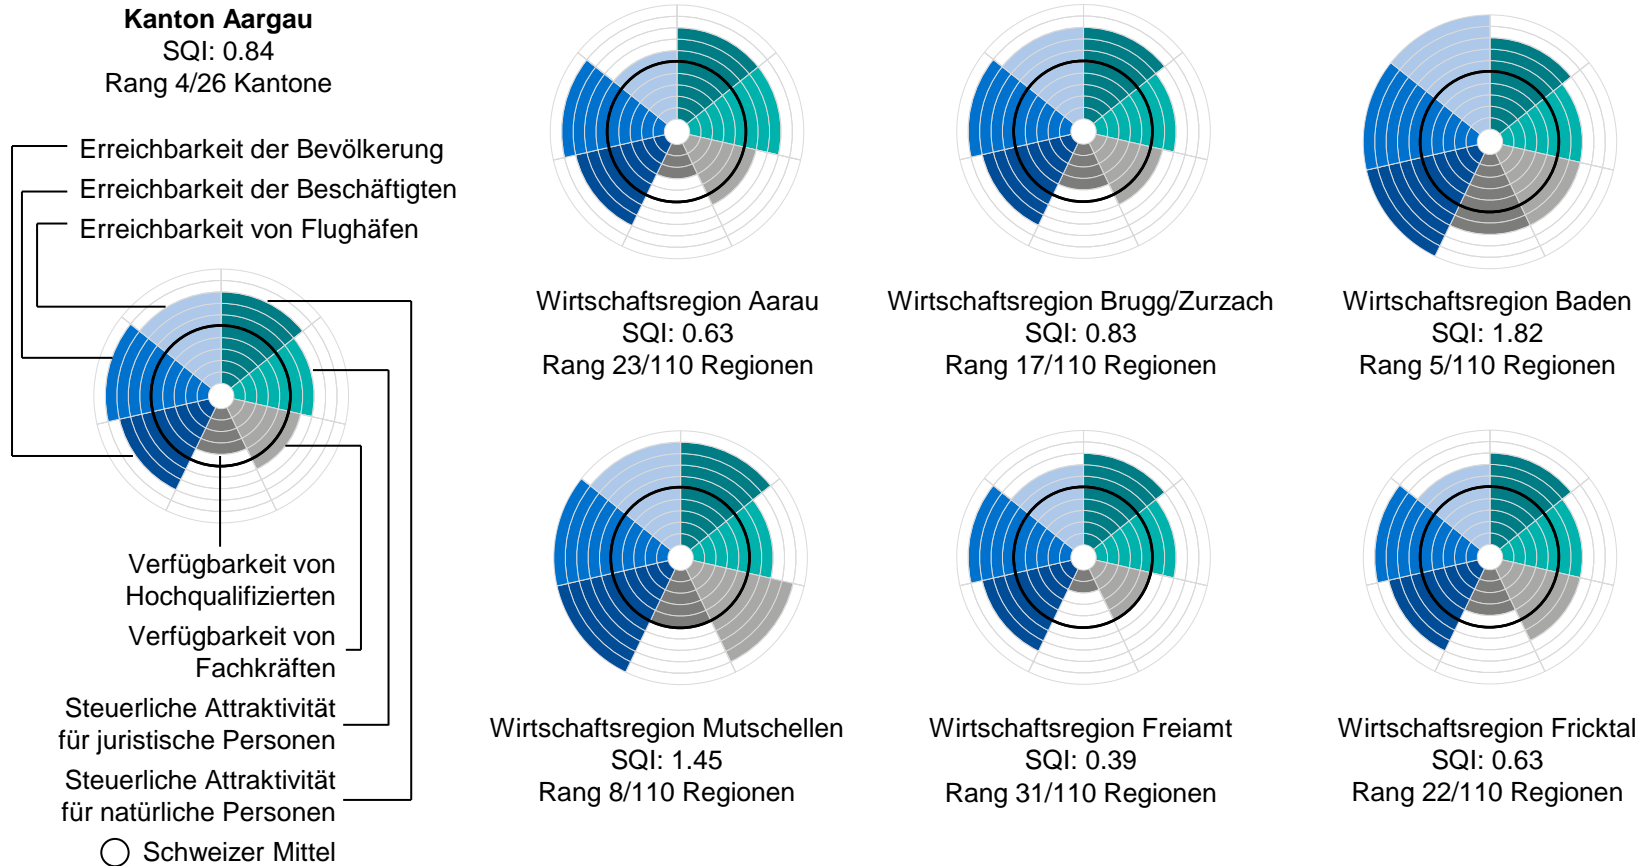 Kanton Aargau
SQI: 0.84
Rang 4/26 Kantone
Erreichbarkeit der Bevölkerung
Erreichbarkeit der Beschäftigten
Erreichbarkeit von Flughäfen
Verfügbarkeit von
Hochqualifizierten
Verfügbarkeit von
Fachkräften
Steuerliche Attraktivität
für juristische Personen
Steuerliche Attraktivität
für natürliche Personen
Schweizer Mittel
Wirtschaftsregion Aarau
SQI: 0.63
Rang 23/110 Regionen
Wirtschaftsregion Brugg/Zurzach
SQI: 0.83
Rang 17/110 Regionen
Wirtschaftsregion Baden
SQI: 1.82
Rang 5/110 Regionen
Wirtschaftsregion Mutschellen
SQI: 1.45
Rang 8/110 Regionen
Wirtschaftsregion Freiamt
SQI: 0.39
Rang 31/110 Regionen
Wirtschaftsregion Fricktal
SQI: 0.63
Rang 22/110 Regionen